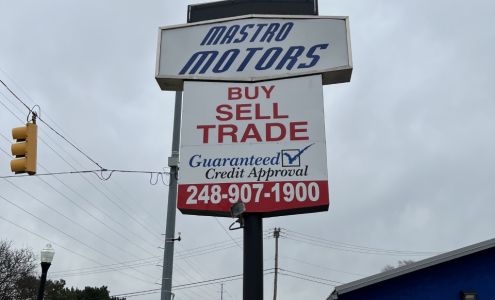 MASTRO
MOTORS
BUY
SELL
TRADE
Guaranteed
Credit Approval
248-907-1900